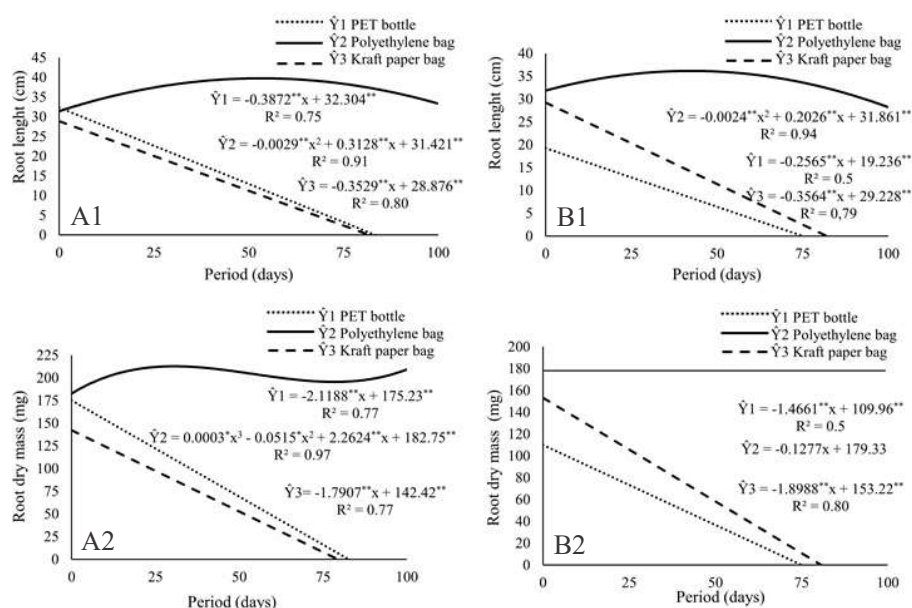 Ŷ1 PET bottle
Ŷ2 Polyethylene bag
Ŷ3 Kraft paper bag
Root lenght (cm)
45
40
35
30
25
20
15
10
5
0
Ŷ1 = -0.3872**x + 32.304**
R² = 0.75
Ŷ2 = -0.0029**x² + 0.3128**x + 31.421**
R² = 0.91
Ŷ3 = -0.3529**x + 28.876**
R² = 0.80
A1
0 25 50 75 100
Period (days)
Ŷ1 PET bottle
Ŷ2 Polyethylene bag
Ŷ3 Kraft paper bag
Root lenght (cm)
40
35
30
25
20
15
10
5
0
Ŷ2 = -0.0024**x² + 0.2026**x + 31.861**
R² = 0.94
Ŷ1 = -0.2565**x + 19.236**
R² = 0.5
Ŷ3 = -0.3564**x + 29.228**
R² = 0,79
B1
0 25 50 75 100
Period (days)
Ŷ1 PET bottle
Ŷ2 Polyethylene bag
Ŷ3 Kraft paper bag
Root dry mass (mg)
225
200
175
150
125
100
75
50
25
0
Ŷ1 = -2.1188**x + 175.23**
R² = 0.77
Ŷ2 = 0.0003*x³ - 0.0515*x² + 2.2624**x + 182.75**
R² = 0.97
Ŷ3= -1.7907**x + 142.42**
R² = 0.77
A2
0 25 50 75 100
Period (days)
Ŷ1 PET bottle
Ŷ2 Polyethylene bag
Ŷ3 Kraft paper bag
Root dry mass (mg)
200
180
160
140
120
100
80
60
40
20
0
Ŷ1 = -1.4661**x + 109.96**
R² = 0.5
Ŷ2 = -0.1277x + 179.33
Ŷ3 = -1.8988**x + 153.22**
R² = 0.80
B2
0 25 50 75 100
Period (days)